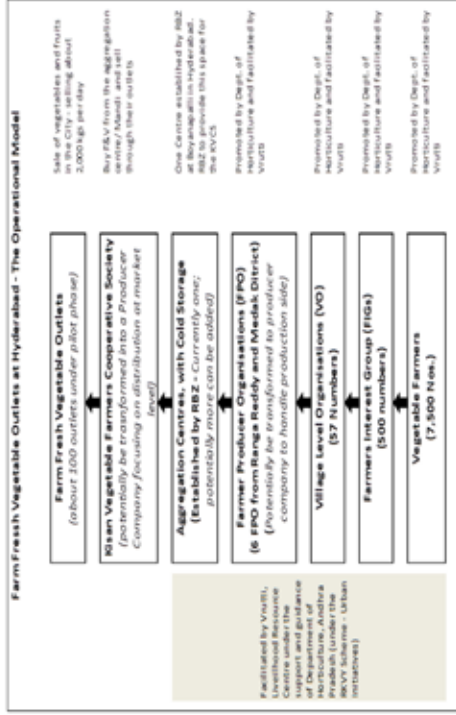 Farm Fressh Vegetable Outlets at Hyderabad - The Operational Model
Farm Fresh Vegetable Outlets
(about 100 outlets under pilot phase)
Sale of vegetables and fruits
in the City : selling about
2,000 kgs per day
Kisan Vegetable Farmers Cooperative Society
(potentially be trasnformed into a Producer
Company focusing on distribution at market
level)
Buy F&V from the aggregation
centre/ Mandi and sell
through their outlets
Aggregation Centres, with Cold Storage
(Established by RBZ - Currently one;
potentially more can be added)
One Centre established by RBZ
at Boyanapalli in Hyderabad.
RBZ to provide this space for
the KVCS
Farmer Producer Organisations (FPO)
(6 FPO from Ranga Reddy and Medak Ditrict)
(Potentially be transformed to producer
company to handle production side)
Promoted by Dept. of
Horticulture and facilitated by
Vrutti
Village Level Organisations (VO)
(57 Numbers)
Promoted by Dept. of
Horticulture and facilitated by
Vrutti
Farmers Interest Group (FIGs)
(500 numbers)
Promoted by Dept. of
Horticulture and facilitated by
Vrutti
Vegetable Farmers
(7,500 Nos.)
Promoted by Dept. of
Horticulture and facilitated by
Vrutti
Facilitated by Vrutti,
Livelihood Resource
Centre under the
support and guidance
of Department of
Horticulture, Andhra
Pradesh (under the
RKVY Scheme - Urban
Initiatives)